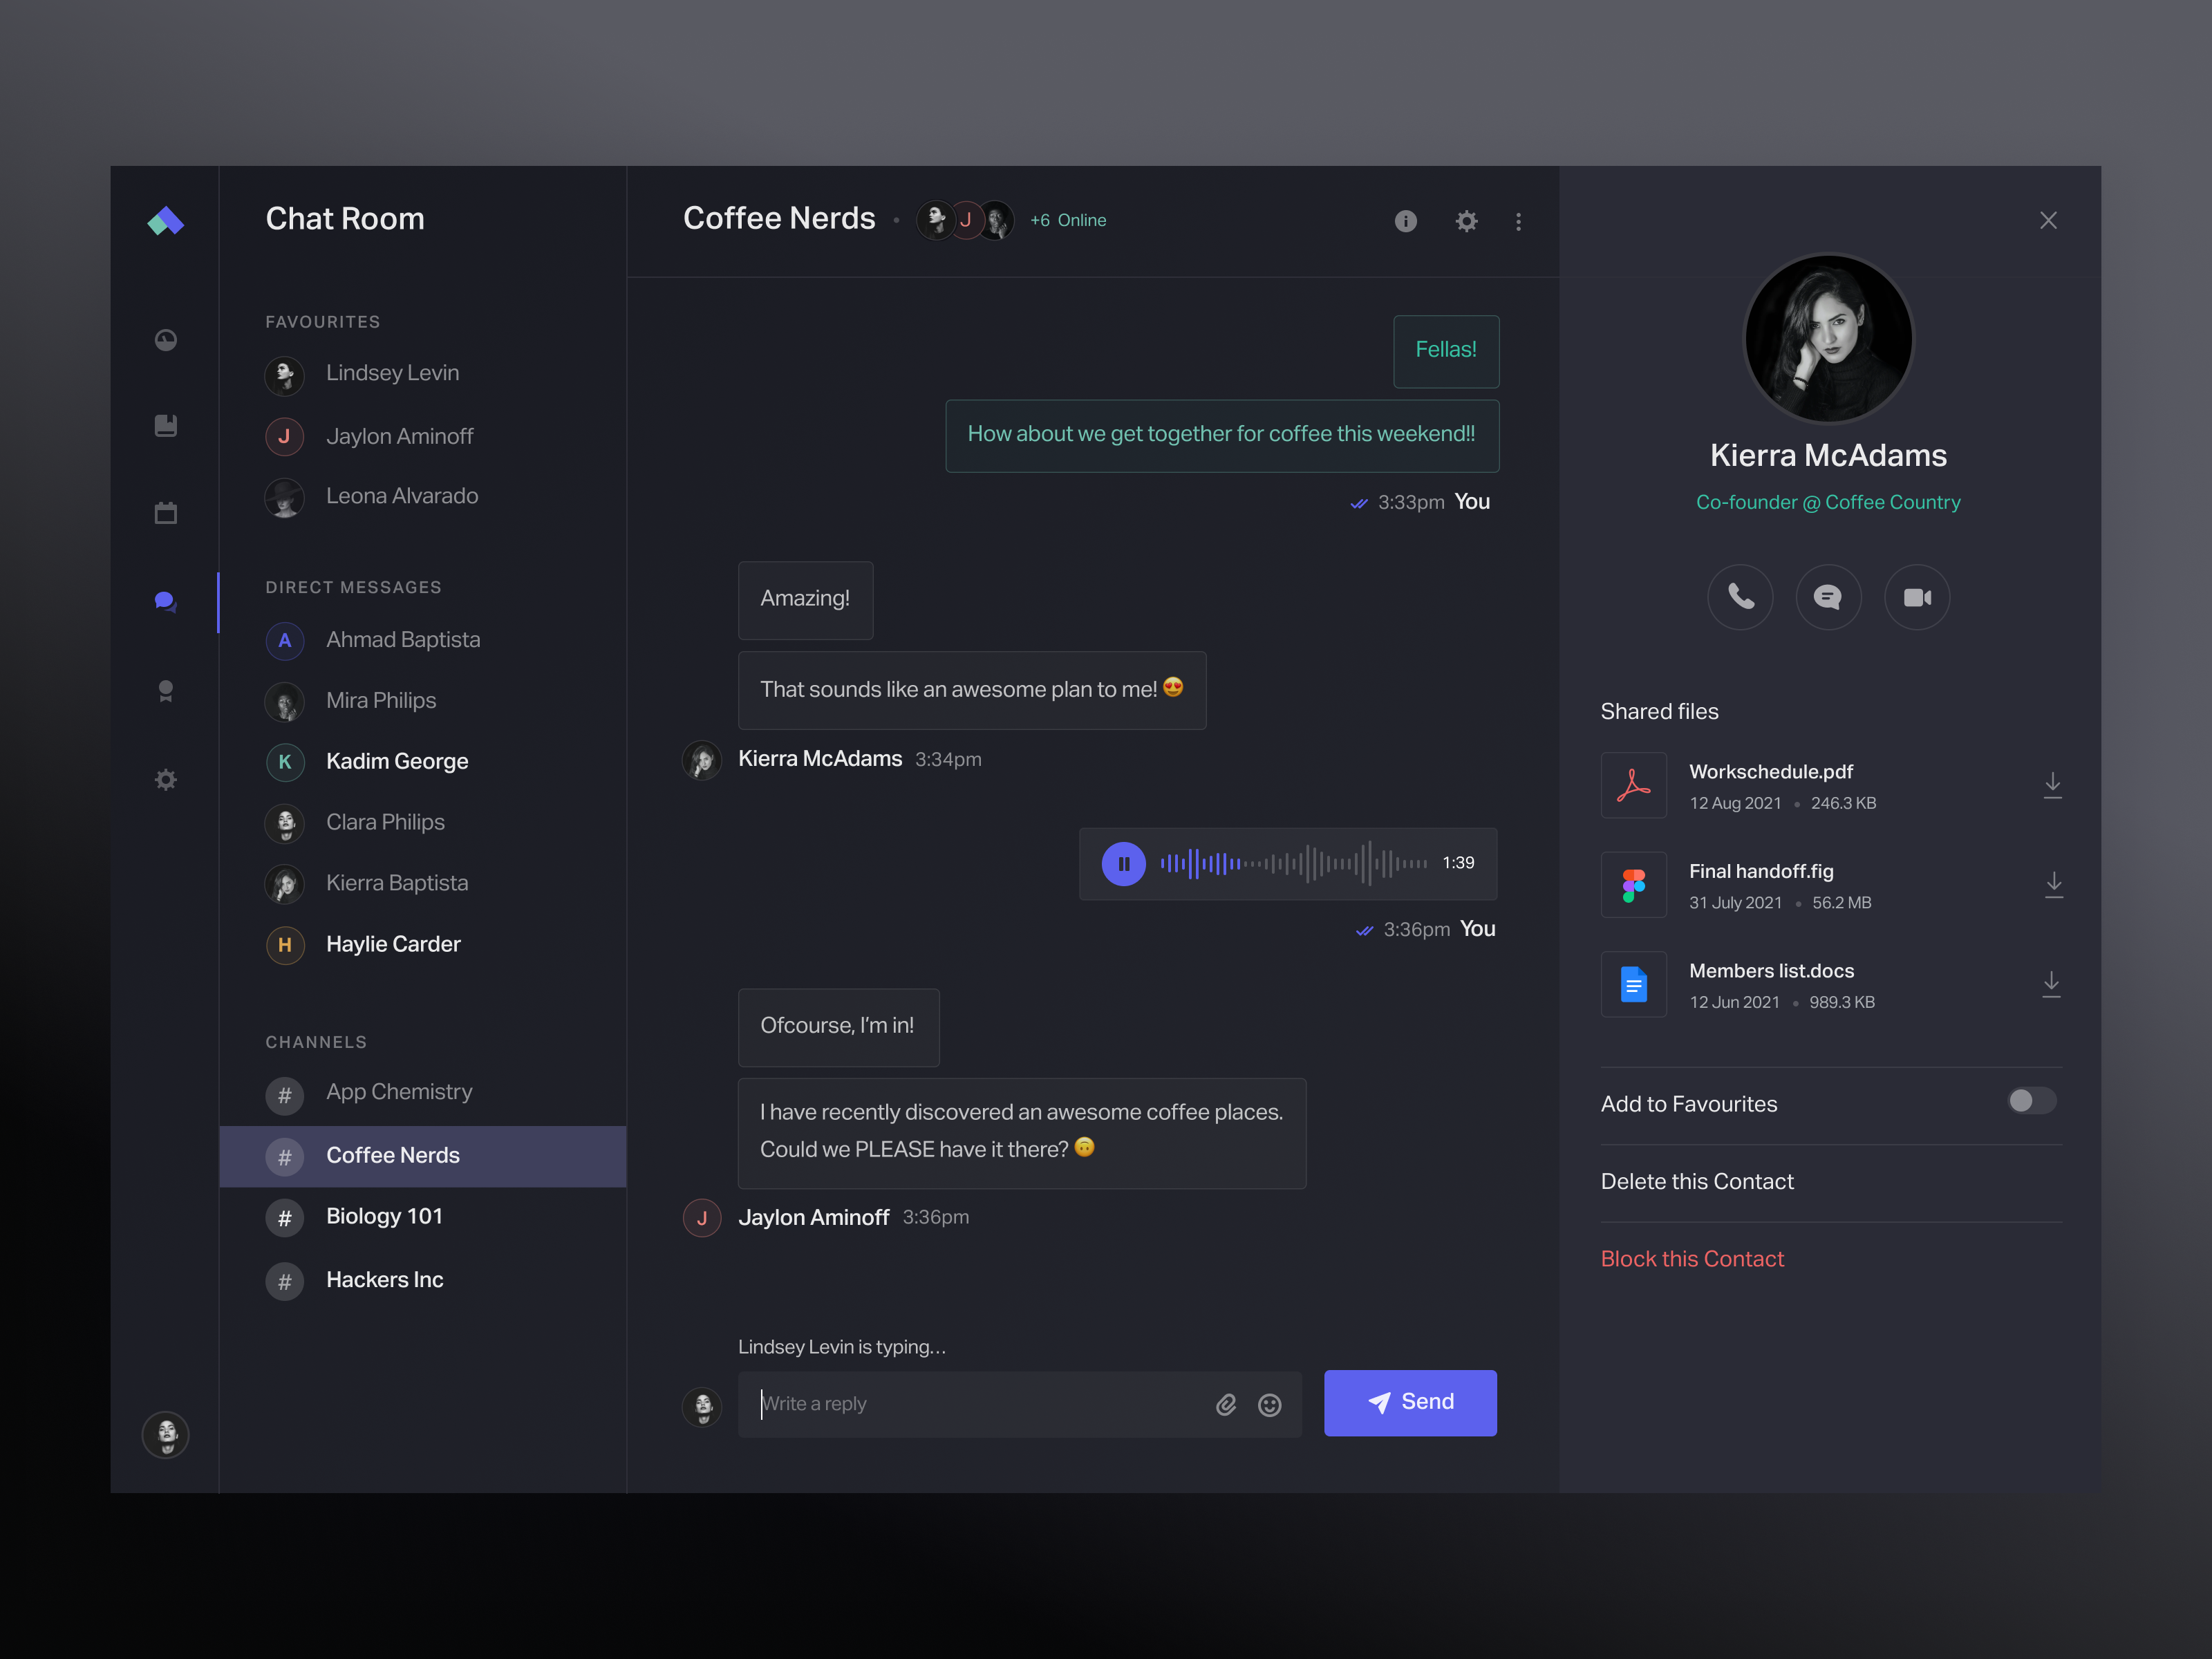 Chat Room
FAVOURITES
Lindsey Levin
J Jaylon Aminoff
Leona Alvarado
DIRECT MESSAGES
A Ahmad Baptista
Mira Philips
K Kadim George
Clara Philips
Kierra Baptista
H Haylie Carder
CHANNELS
# App Chemistry
# Coffee Nerds
# Biology 101
# Hackers Inc
Coffee Nerds • J +6 Online
Fellas!
How about we get together for coffee this weekend!!
3:33pm You
Amazing!
That sounds like an awesome plan to me! 😍
Kierra McAdams 3:34pm
1:39
3:36pm You
Ofcourse, I’m in!
I have recently discovered an awesome coffee places.
Could we PLEASE have it there? 🙃
J Jaylon Aminoff 3:36pm
Lindsey Levin is typing...
Write a reply
Send
Kierra McAdams
Co-founder @ Coffee Country
Shared files
Workschedule.pdf
12 Aug 2021 • 246.3 KB
Final handoff.fig
31 July 2021 • 56.2 MB
Members list.docs
12 Jun 2021 • 989.3 KB
Add to Favourites
Delete this Contact
Block this Contact